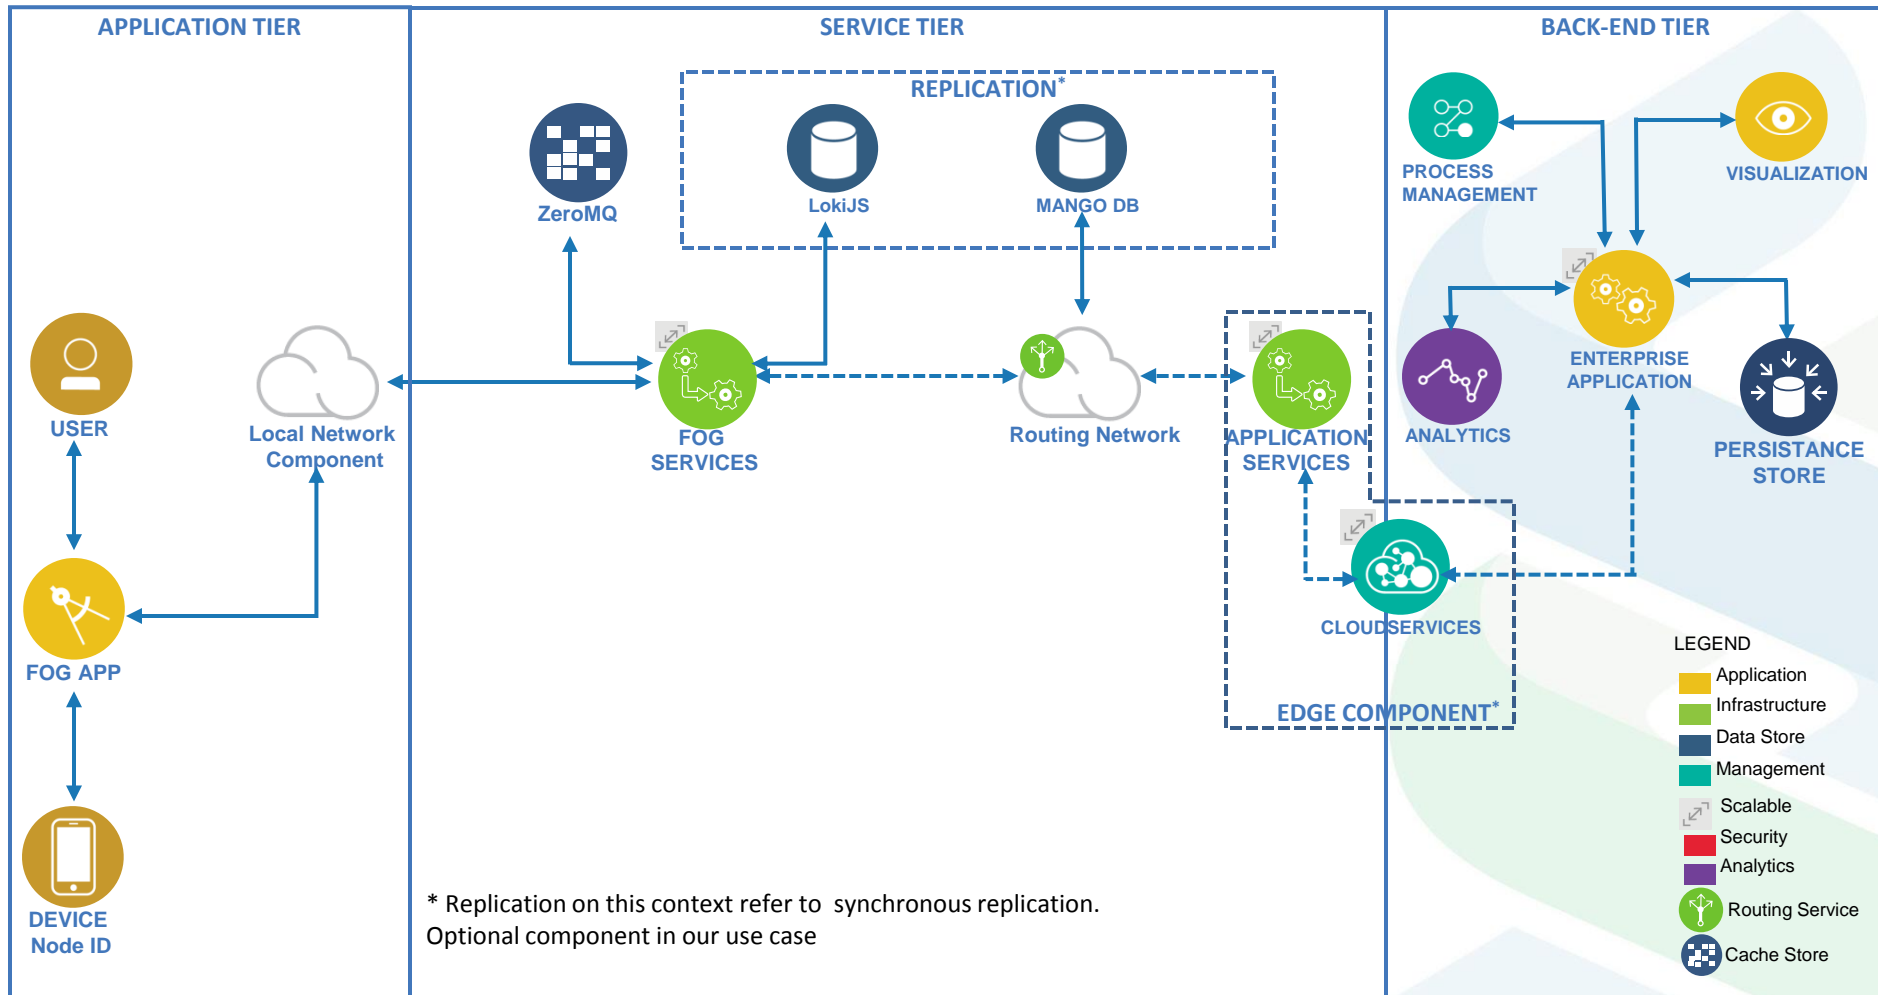 APPLICATION TIER
SERVICE TIER
BACK-END TIER
REPLICATION*
ZeroMQ
LokiJS
MANGO DB
PROCESS
MANAGEMENT
VISUALIZATION
USER
Local Network
Component
FOG
SERVICES
Routing Network
APPLICATION
SERVICES
ENTERPRISE
APPLICATION
ANALYTICS
PERSISTANCE
STORE
FOG APP
CLOUDSERVICES
EDGE COMPONENT*
DEVICE
Node ID
* Replication on this context refer to synchronous replication.
Optional component in our use case
LEGEND
Application
Infrastructure
Data Store
Management
Scalable
Security
Analytics
Routing Service
Cache Store